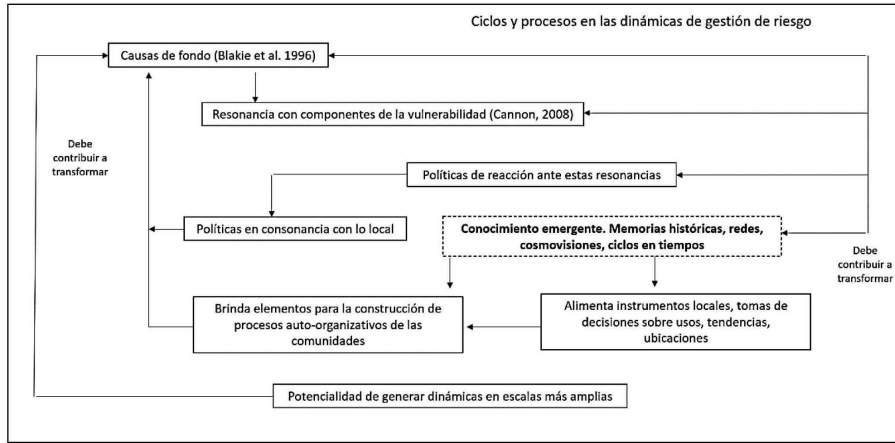 Ciclos y procesos en las dinámicas de gestión de riesgo
Causas de fondo (Blakie et al. 1996)
Resonancia con componentes de la vulnerabilidad (Cannon, 2008)
Debe
contribuir a
transformar
Políticas de reacción ante estas resonancias
Políticas en consonancia con lo local
Conocimiento emergente. Memorias históricas, redes,
cosmovisiones, ciclos en tiempos
Debe
contribuir a
transformar
Brinda elementos para la construcción de
procesos auto-organizativos de las
comunidades
Alimenta instrumentos locales, tomas de
decisiones sobre usos, tendencias,
ubicaciones
Potencialidad de generar dinámicas en escalas más amplias